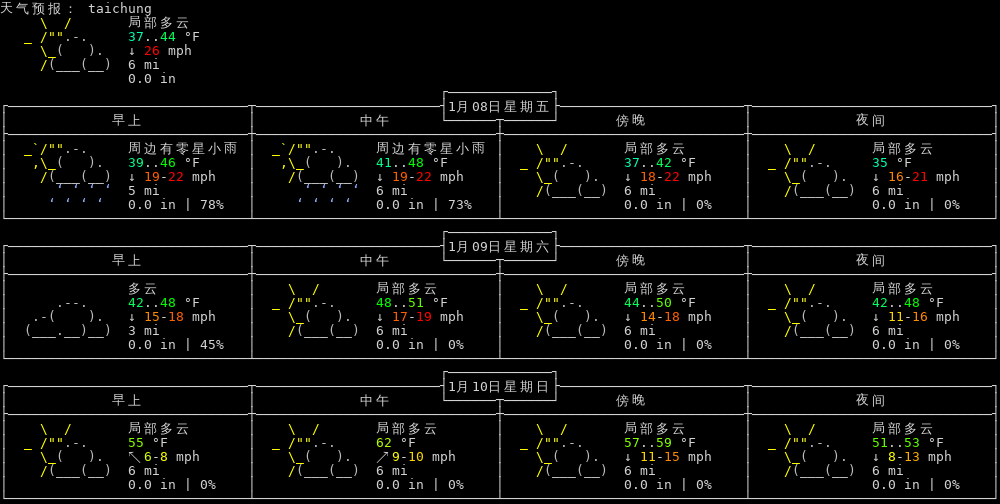 天气预报： taichung
局部多云
37..44 °F
↓ 26 mph
6 mi
0.0 in
1月08日星期五
早上 中午 傍晚 夜间
周边有零星小雨 周边有零星小雨 局部多云 局部多云
39..46 °F 41..48 °F 37..42 °F 35 °F
↓ 19-22 mph ↓ 19-22 mph ↓ 18-22 mph ↓ 16-21 mph
5 mi 6 mi 6 mi 6 mi
0.0 in | 78% 0.0 in | 73% 0.0 in | 0% 0.0 in | 0%
1月09日星期六
早上 中午 傍晚 夜间
多云 局部多云 局部多云 局部多云
42..48 °F 48..51 °F 44..50 °F 42..48 °F
↓ 15-18 mph ↓ 17-19 mph ↓ 14-18 mph ↓ 11-16 mph
3 mi 6 mi 6 mi 6 mi
0.0 in | 45% 0.0 in | 0% 0.0 in | 0% 0.0 in | 0%
1月10日星期日
早上 中午 傍晚 夜间
局部多云 局部多云 局部多云 局部多云
55 °F 62 °F 57..59 °F 51..53 °F
↖ 6-8 mph ↗ 9-10 mph ↓ 11-15 mph ↓ 8-13 mph
6 mi 6 mi 6 mi 6 mi
0.0 in | 0% 0.0 in | 0% 0.0 in | 0% 0.0 in | 0%